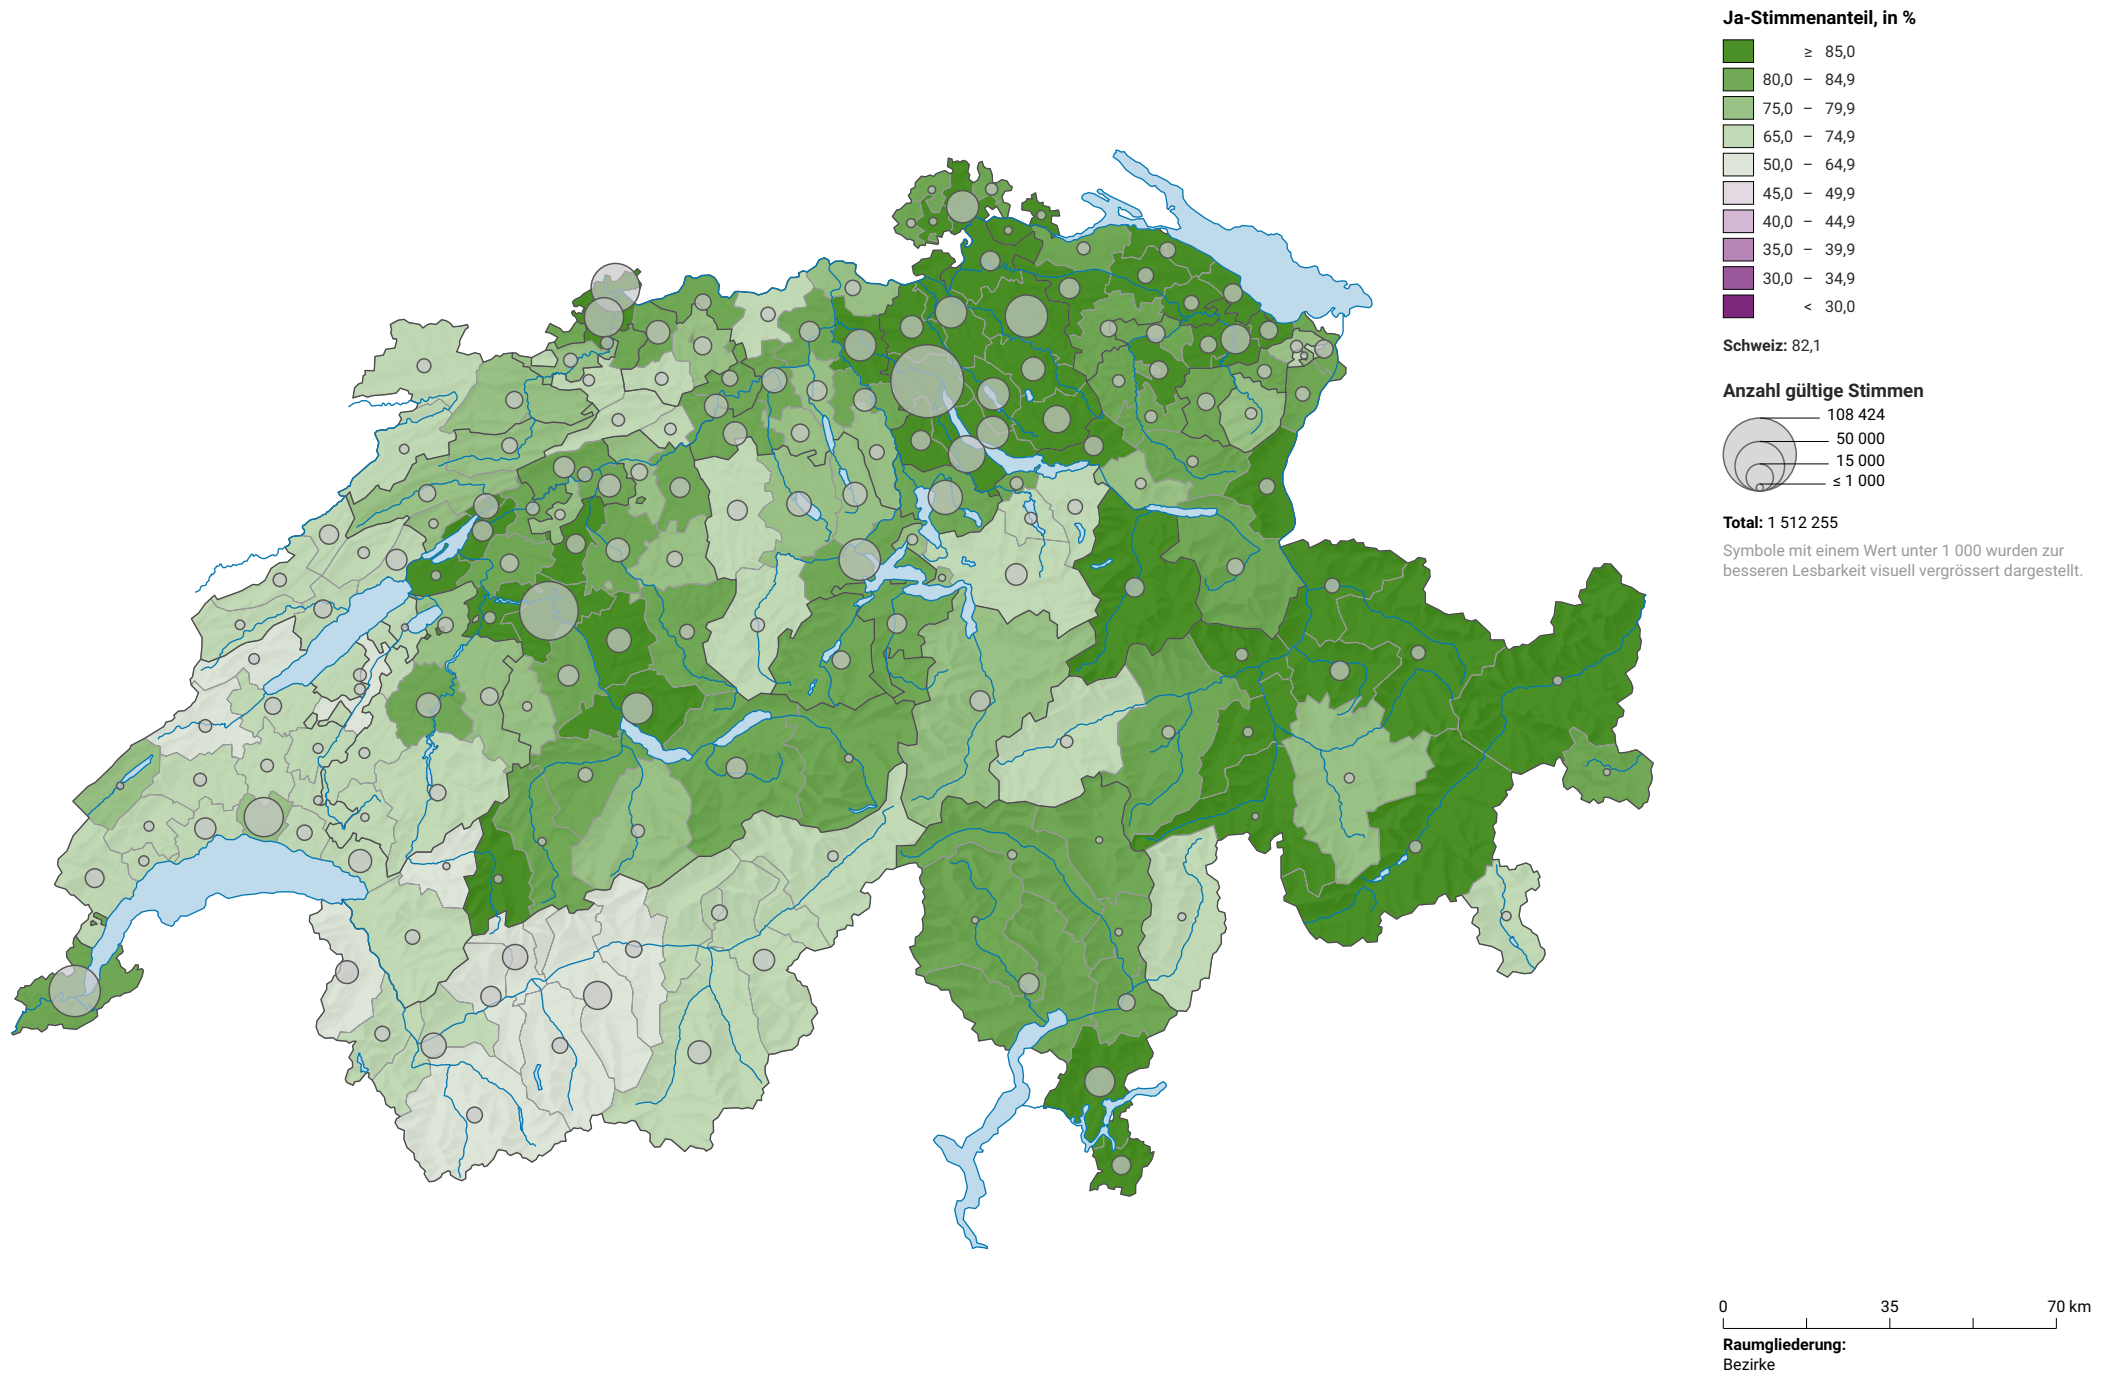 Ja-Stimmenanteil, in %
≥ 85,0
80,0 – 84,9
75,0 – 79,9
65,0 – 74,9
50,0 – 64,9
45,0 – 49,9
40,0 – 44,9
35,0 – 39,9
30,0 – 34,9
< 30,0
Schweiz: 82,1
Anzahl gültige Stimmen
108 424
50 000
15 000
≤ 1 000
Total: 1 512 255
Symbole mit einem Wert unter 1 000 wurden zur
besseren Lesbarkeit visuell vergrössert dargestellt.
0 35 70 km
Raumgliederung:
Bezirke